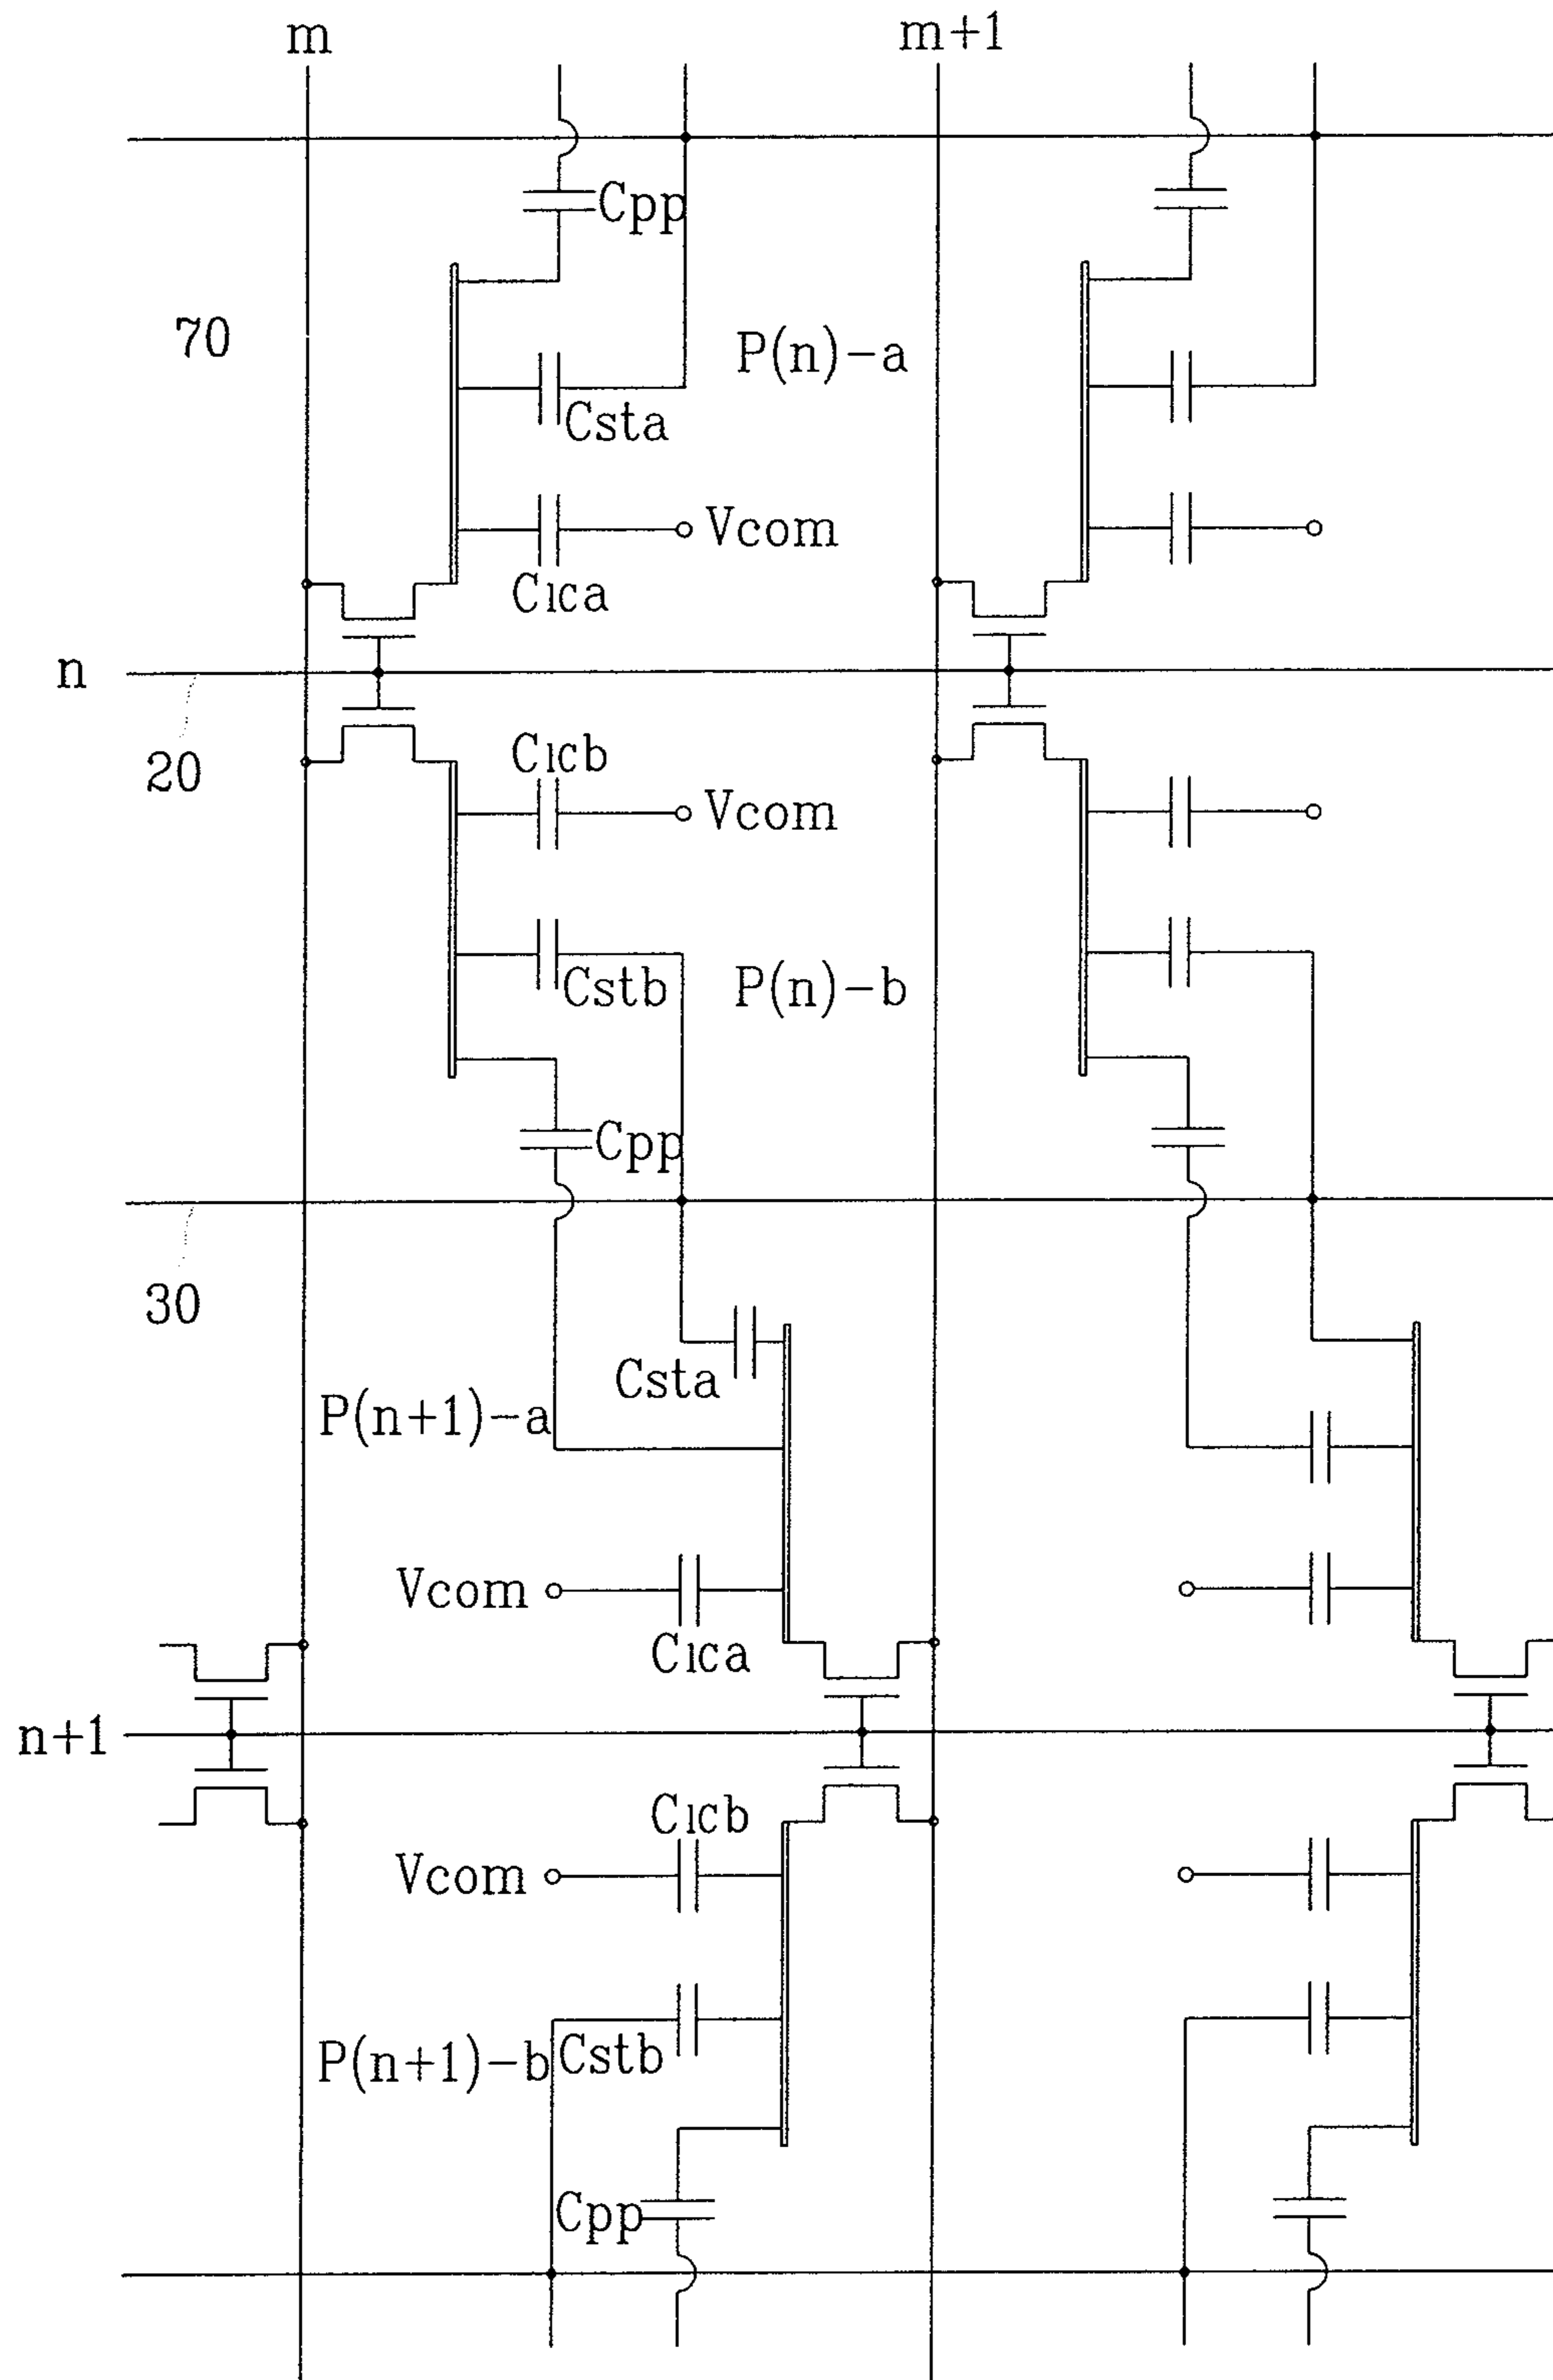 m
m+1
Cpp
70
P(n)-a
Csta
Vcom
Clca
n
20
Clcb
Vcom
Cstb
P(n)-b
Cpp
30
Csta
P(n+1)-a
Vcom
Clca
n+1
Clcb
Vcom
Cstb
P(n+1)-b
Cpp